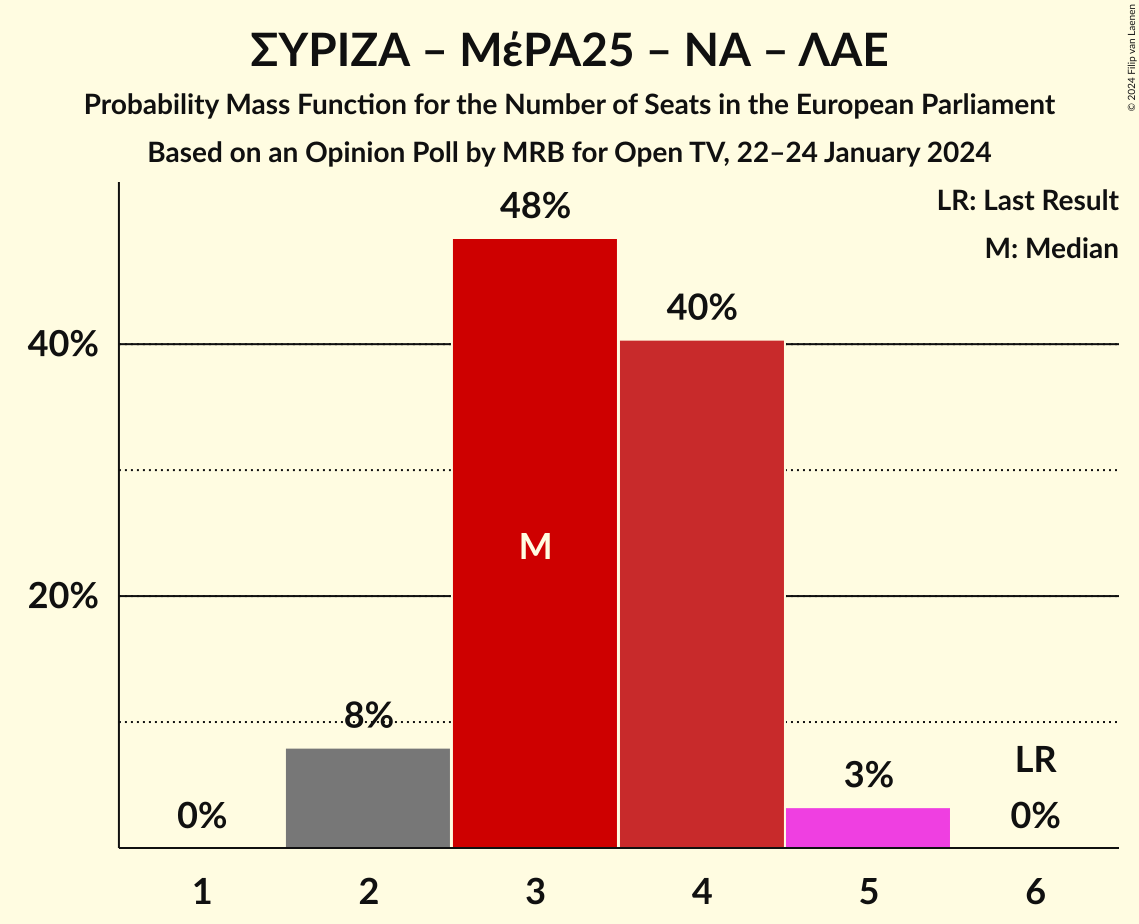 ΣΥΡΙΖΑ – ΜέΡΑ25 – ΝΑ – ΛΑΕ
Probability Mass Function for the Number of Seats in the European Parliament
Based on an Opinion Poll by MRB for Open TV, 22–24 January 2024
© 2024 Filip van Laenen
LR: Last Result
M: Median
48%
40%
40%
M
20%
8%
LR
3%
0%
0%
1 2 3 4 5 6